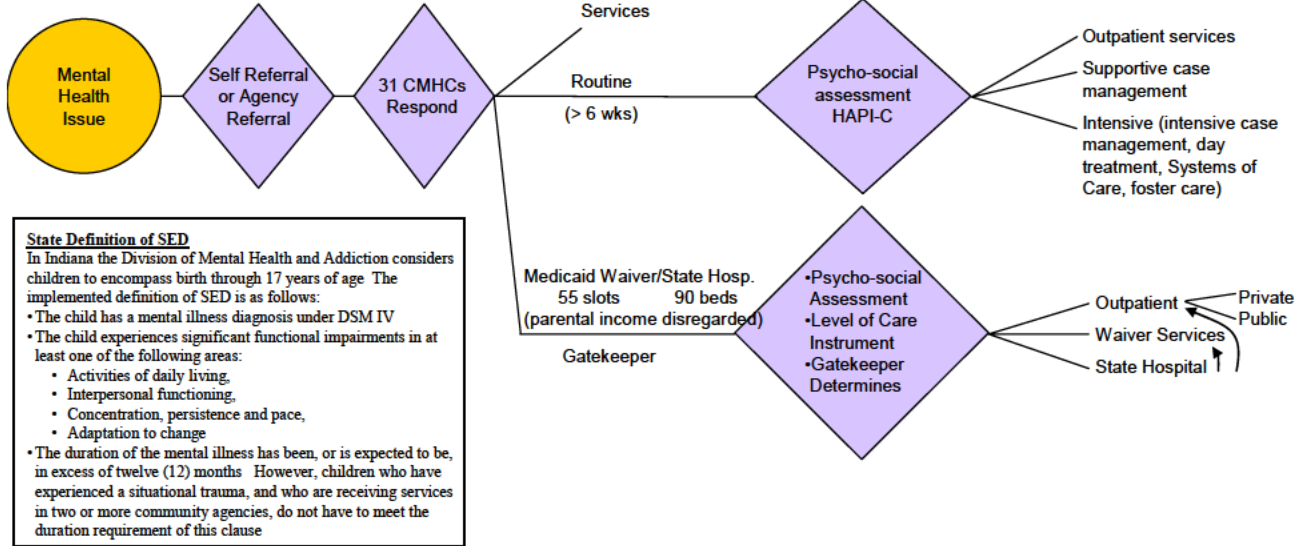 Mental
Health
Issue
Self Referral
or Agency
Referral
31 CMHCs
Respond
Services
Routine
(> 6 wks)
Psycho-social
assessment
HAPI-C
Outpatient services
Supportive case
management
Intensive (intensive case
management, day
treatment, Systems of
Care, foster care)
Medicaid Waiver/State Hosp.
55 slots 90 beds
(parental income disregarded)
Gatekeeper
•Psycho-social
Assessment
•Level of Care
Instrument
•Gatekeeper
Determines
Outpatient
Private
Public
Waiver Services
State Hospital
State Definition of SED
In Indiana the Division of Mental Health and Addiction considers
children to encompass birth through 17 years of age The
implemented definition of SED is as follows:
•The child has a mental illness diagnosis under DSM IV
•The child experiences significant functional impairments in at
least one of the following areas:
• Activities of daily living,
• Interpersonal functioning,
• Concentration, persistence and pace,
• Adaptation to change
•The duration of the mental illness has been, or is expected to be,
in excess of twelve (12) months However, children who have
experienced a situational trauma, and who are receiving services
in two or more community agencies, do not have to meet the
duration requirement of this clause